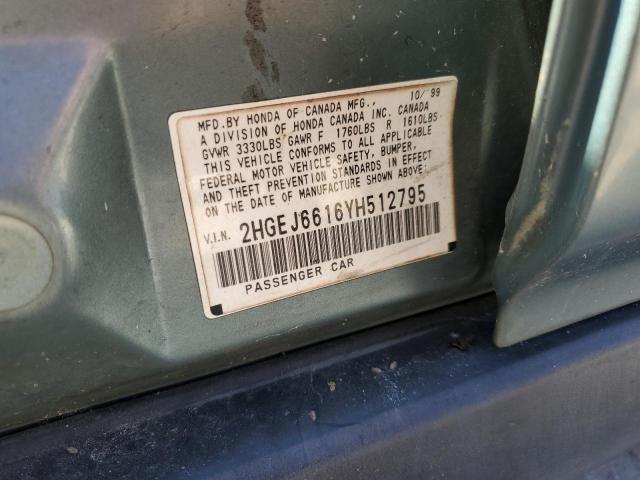 MFD.BY HONDA OF CANADA MFG., 10/'99
A DIVISION OF HONDA CANADA INC. CANADA
GVWR 3330LBS GAWR F 1760LBS R 1610LBS
THIS VEHICLE CONFORMS TO ALL APPLICABLE
FEDERAL MOTOR VEHICLE SAFETY, BUMPER,
AND THEFT PREVENTION STANDARDS IN EFFECT
ON THE DATE OF MANUFACTURE SHOWN ABOVE.
V.I.N. 2HGEJ6616YH512795
PASSENGER CAR